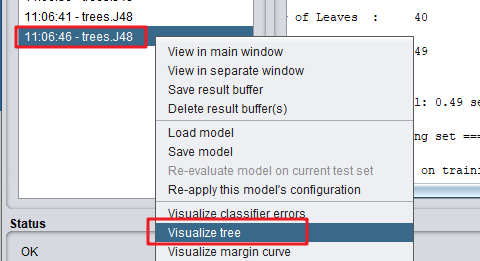 11:06:41 - trees.J48
11:06:46 - trees.J48
of Leaves : 40
49
View in main window
View in separate window
Save result buffer
Delete result buffer(s)
l: 0.49 se
Load model
Save model
ng set ===
Re-evaluate model on current test set
on traini
Re-apply this model's configuration
Visualize classifier errors
Status
Visualize tree
OK
Visualize margin curve